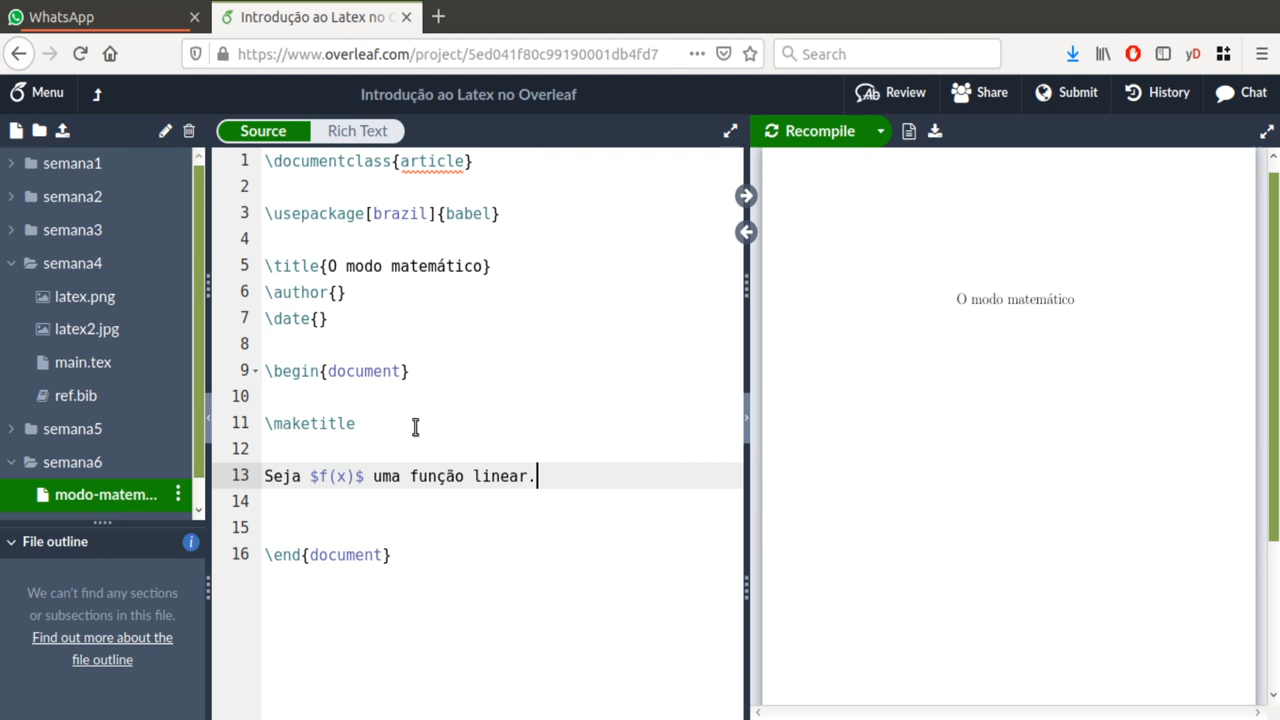 WhatsApp
Introdução ao Latex no O
https://www.overleaf.com/project/5ed041f80c99190001db4fd7
Search
yD
Menu
Introdução ao Latex no Overleaf
Review
Share
Submit
History
Chat
Source
Rich Text
Recompile
semana1
semana2
semana3
semana4
latex.png
latex2.jpg
main.tex
ref.bib
semana5
semana6
modo-matem...
File outline
We can't find any sections
or subsections in this file.
Find out more about the
file outline
1 \documentclass{article}
2
3 \usepackage[brazil]{babel}
4
5 \title{O modo matemático}
6 \author{}
7 \date{}
8
9 \begin{document}
10
11 \maketitle
12
13 Seja $f(x)$ uma função linear.
14
15
16 \end{document}
O modo matemático